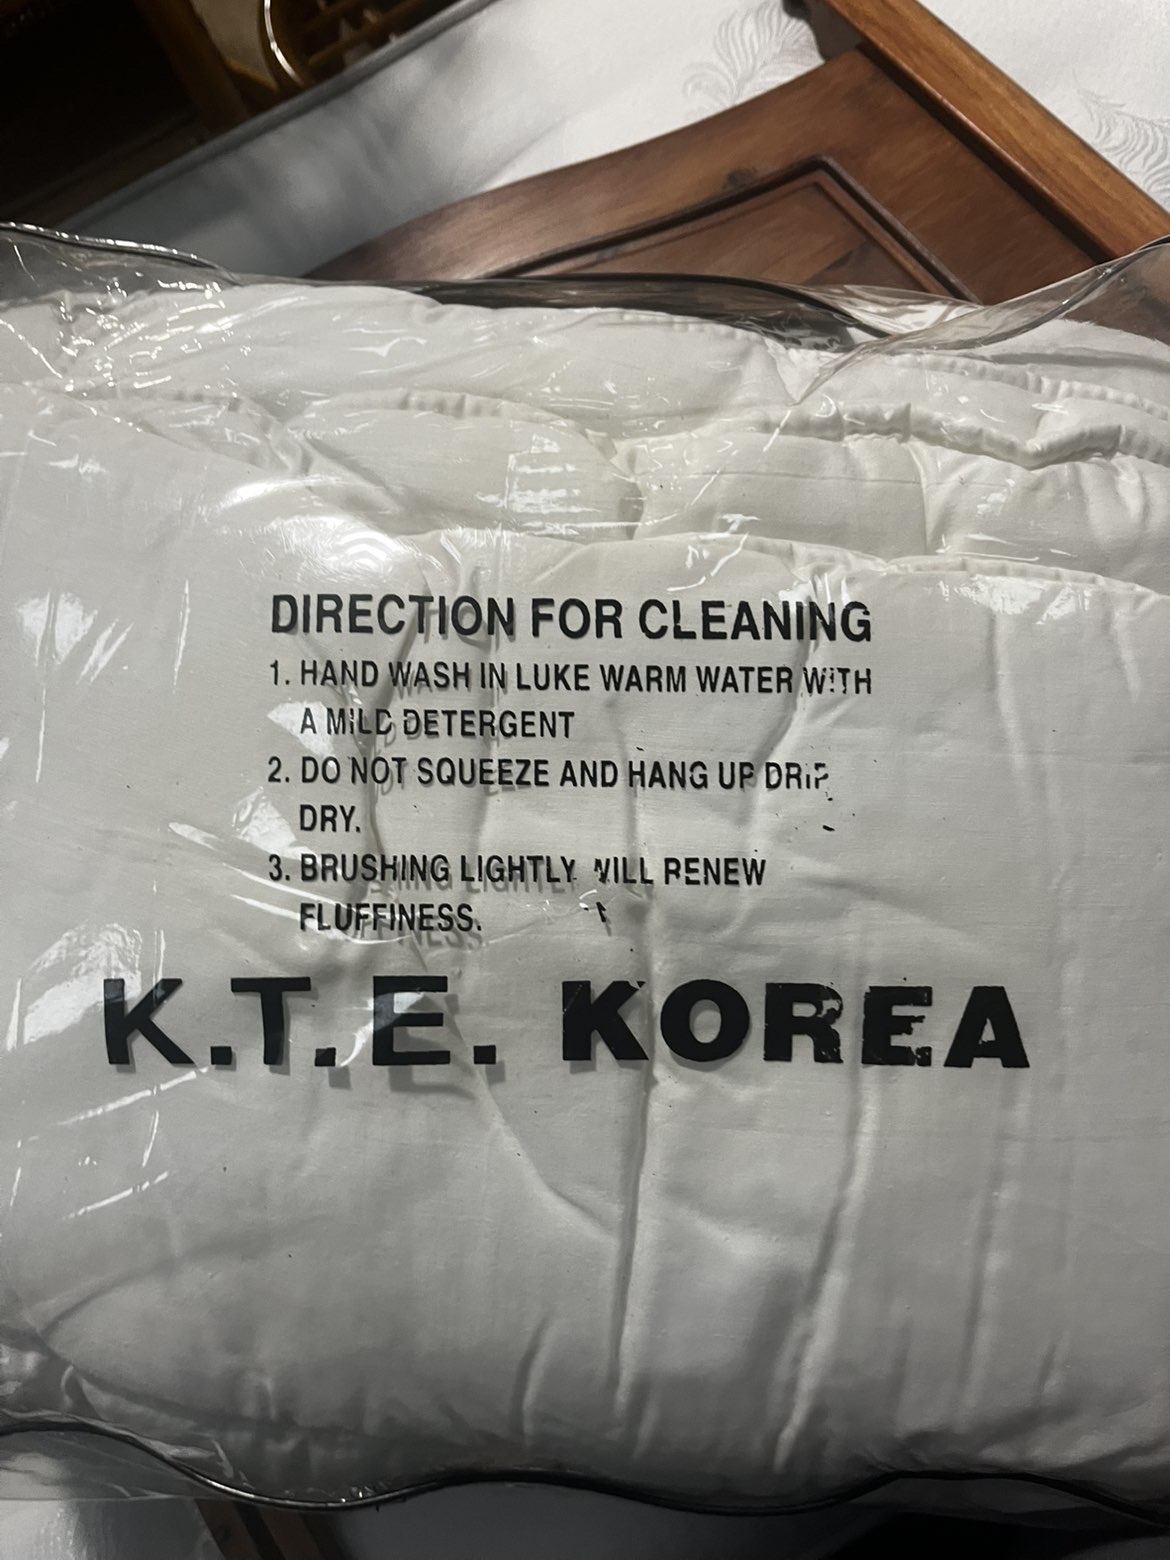 DIRECTION FOR CLEANING
1. HAND WASH IN LUKE WARM WATER WITH
A MILD DETERGENT
2. DO NOT SQUEEZE AND HANG UP DRIP
DRY.
3. BRUSHING LIGHTLY WILL RENEW
FLUFFINESS.
K.T.E. KOREA